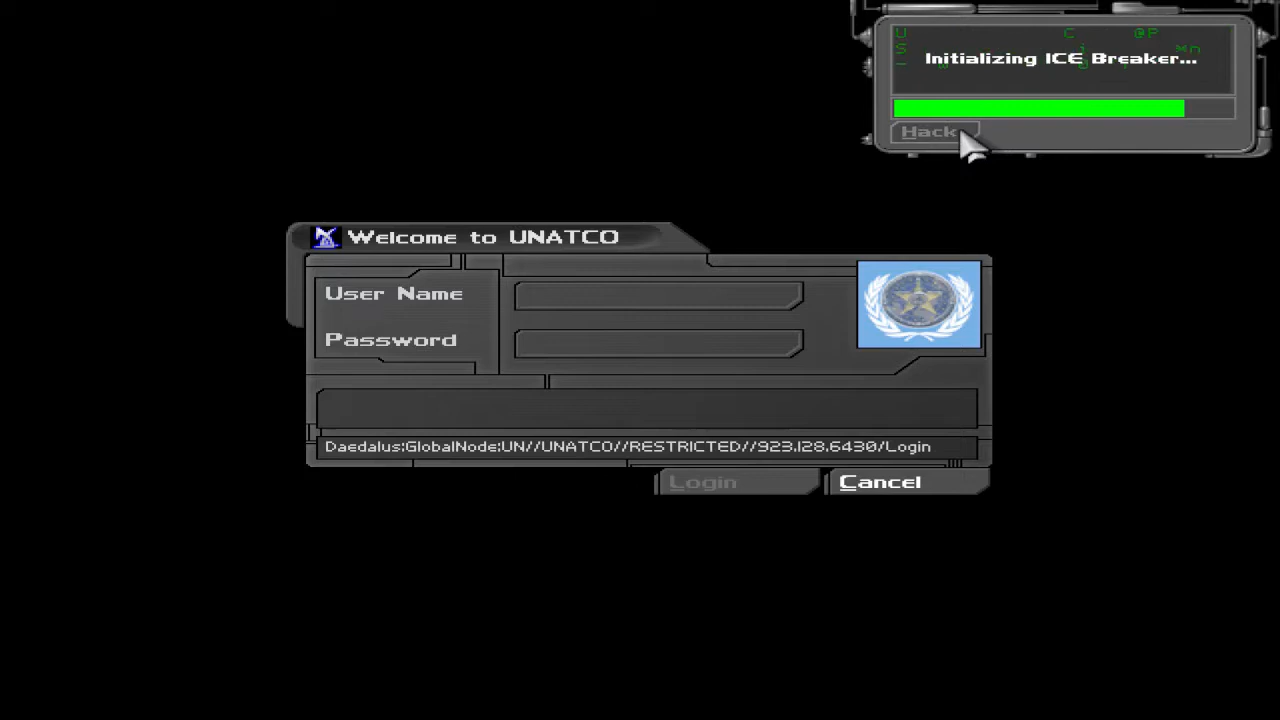 Initializing ICE Breaker...
Hack
Welcome to UNATCO
User Name
Password
Daedalus:GlobalNode:UN//UNATCO//RESTRICTED//923.128.6430/Login
Login
Cancel